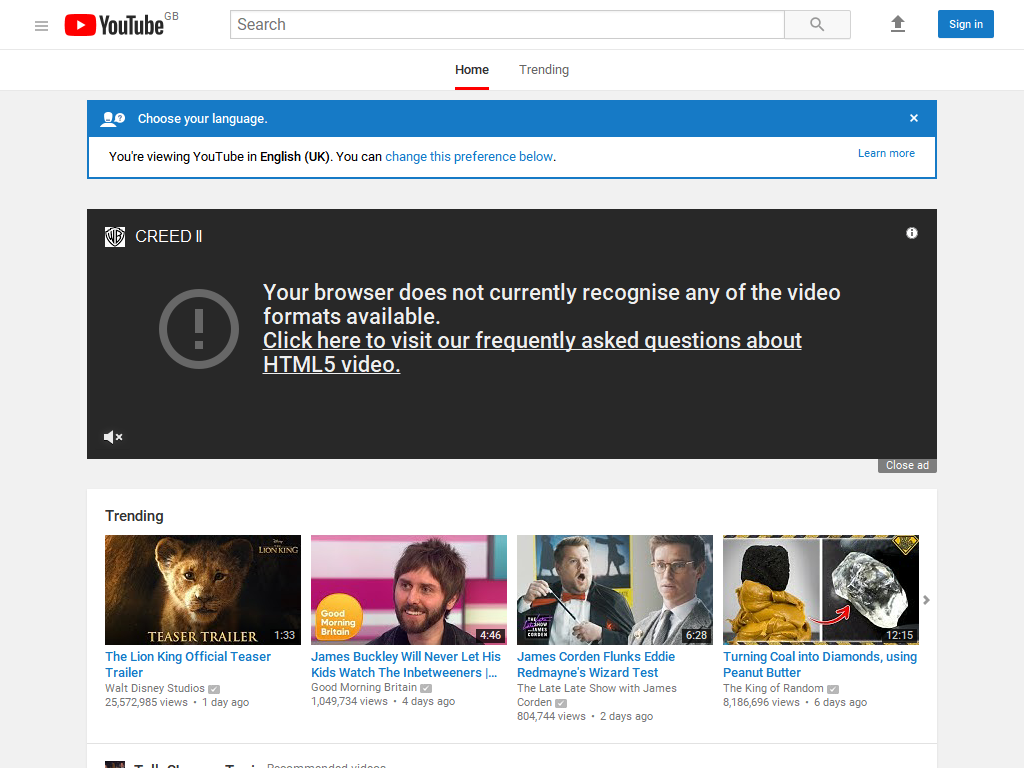 YouTube GB
Search
Sign in
Home
Trending
Choose your language.
You're viewing YouTube in English (UK). You can change this preference below.
Learn more
CREED II
Your browser does not currently recognise any of the video
formats available.
Click here to visit our frequently asked questions about
HTML5 video.
Close ad
Trending
Disney
THE LION KING
TEASER TRAILER
1:33
Good
Morning
Britain
4:46
THE LATE LATE SHOW JAMES CORDEN
6:28
12:15
The Lion King Official Teaser
Trailer
Walt Disney Studios
25,572,985 views • 1 day ago
James Buckley Will Never Let His
Kids Watch The Inbetweeners |...
Good Morning Britain
1,049,734 views • 4 days ago
James Corden Flunks Eddie
Redmayne's Wizard Test
The Late Late Show with James
Corden
804,744 views • 2 days ago
Turning Coal into Diamonds, using
Peanut Butter
The King of Random
8,186,696 views • 6 days ago
Recommended videos